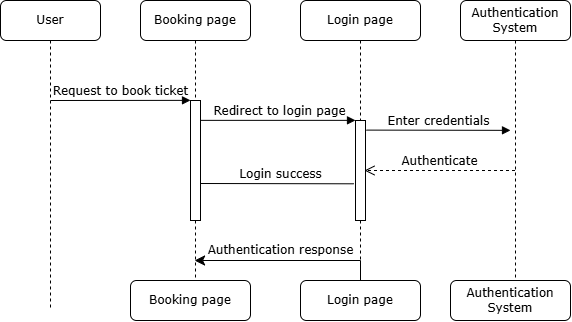 User
Booking page
Login page
Authentication
System
Request to book ticket
Redirect to login page
Enter credentials
Authenticate
Login success
Authentication response
Booking page
Login page
Authentication
System